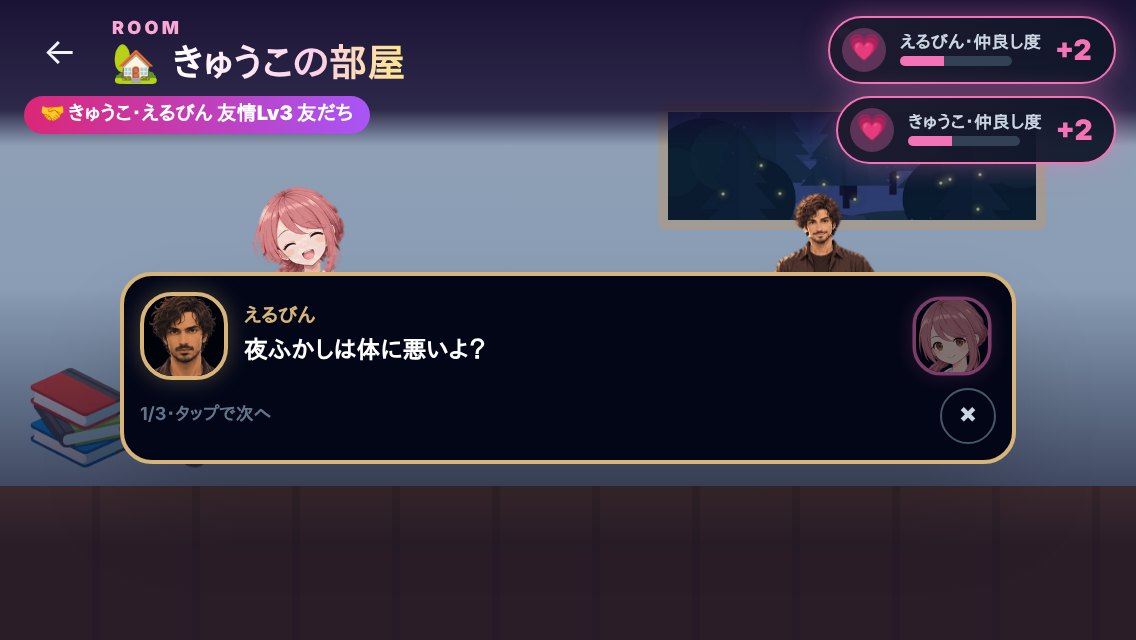 ROOM
きゅうこの部屋
きゅうこ・えるびん 友情Lv3 友だち
えるびん・仲良し度 +2
きゅうこ・仲良し度 +2
えるびん
夜ふかしは体に悪いよ?
1/3・タップで次へ